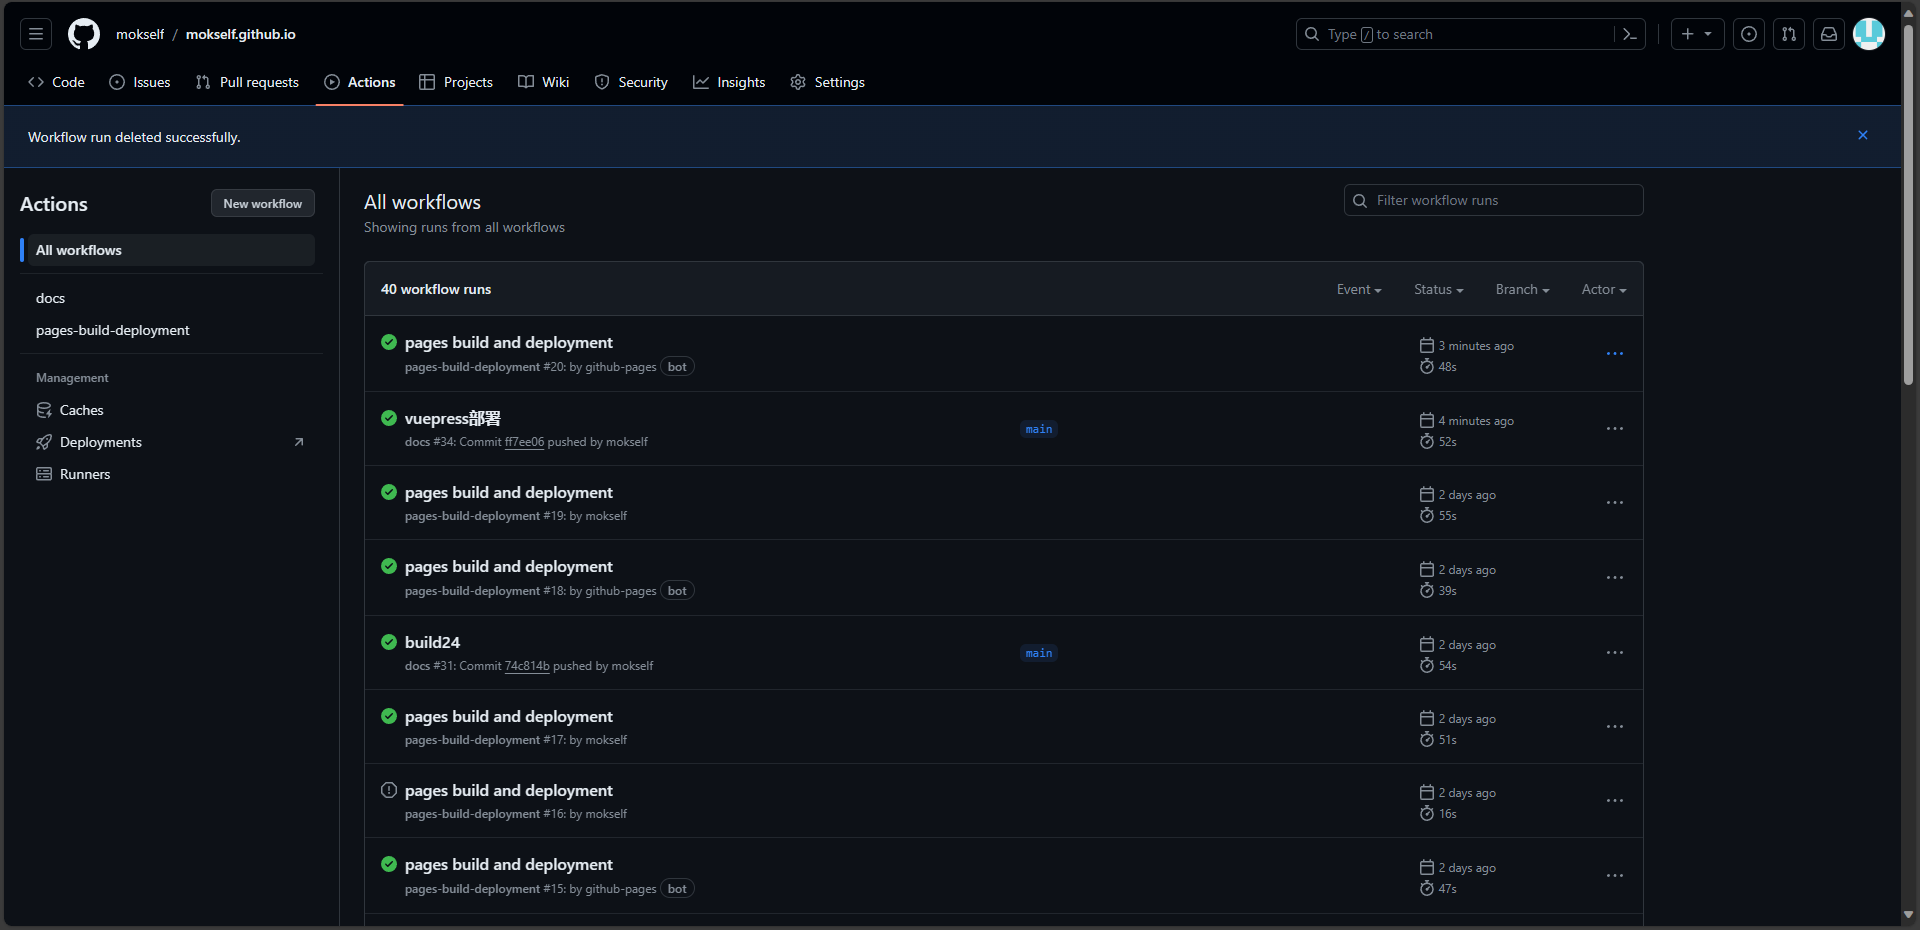 mokself / mokself.github.io
Type / to search
Code
Issues
Pull requests
Actions
Projects
Wiki
Security
Insights
Settings
Workflow run deleted successfully.
Actions
New workflow
All workflows
docs
pages-build-deployment
Management
Caches
Deployments
Runners
All workflows
Showing runs from all workflows
Filter workflow runs
40 workflow runs
Event
Status
Branch
Actor
pages build and deployment
pages-build-deployment #20: by github-pages bot
3 minutes ago
48s
vuepress部署
docs #34: Commit ff7ee06 pushed by mokself
main
4 minutes ago
52s
pages build and deployment
pages-build-deployment #19: by mokself
2 days ago
55s
pages build and deployment
pages-build-deployment #18: by github-pages bot
2 days ago
39s
build24
docs #31: Commit 74c814b pushed by mokself
main
2 days ago
54s
pages build and deployment
pages-build-deployment #17: by mokself
2 days ago
51s
pages build and deployment
pages-build-deployment #16: by mokself
2 days ago
16s
pages build and deployment
pages-build-deployment #15: by github-pages bot
2 days ago
47s